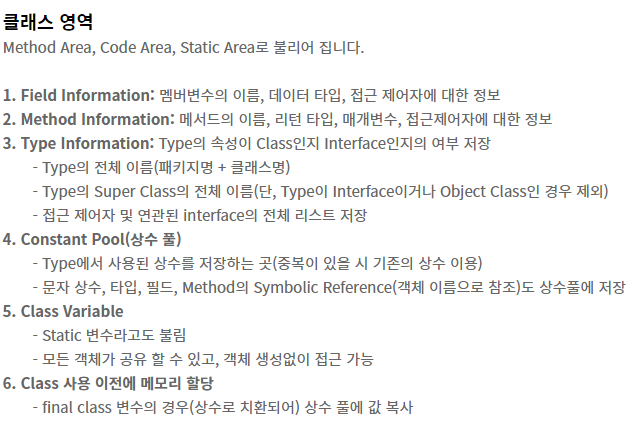 클래스 영역
Method Area, Code Area, Static Area로 불리어 집니다.
1. Field Information: 멤버변수의 이름, 데이터 타입, 접근 제어자에 대한 정보
2. Method Information: 메서드의 이름, 리턴 타입, 매개변수, 접근제어자에 대한 정보
3. Type Information: Type의 속성이 Class인지 Interface인지의 여부 저장
- Type의 전체 이름(패키지명 + 클래스명)
- Type의 Super Class의 전체 이름(단, Type이 Interface이거나 Object Class인 경우 제외)
- 접근 제어자 및 연관된 interface의 전체 리스트 저장
4. Constant Pool(상수 풀)
- Type에서 사용된 상수를 저장하는 곳(중복이 있을 시 기존의 상수 이용)
- 문자 상수, 타입, 필드, Method의 Symbolic Reference(객체 이름으로 참조)도 상수풀에 저장
5. Class Variable
- Static 변수라고도 불림
- 모든 객체가 공유 할 수 있고, 객체 생성없이 접근 가능
6. Class 사용 이전에 메모리 할당
- final class 변수의 경우(상수로 치환되어) 상수 풀에 값 복사